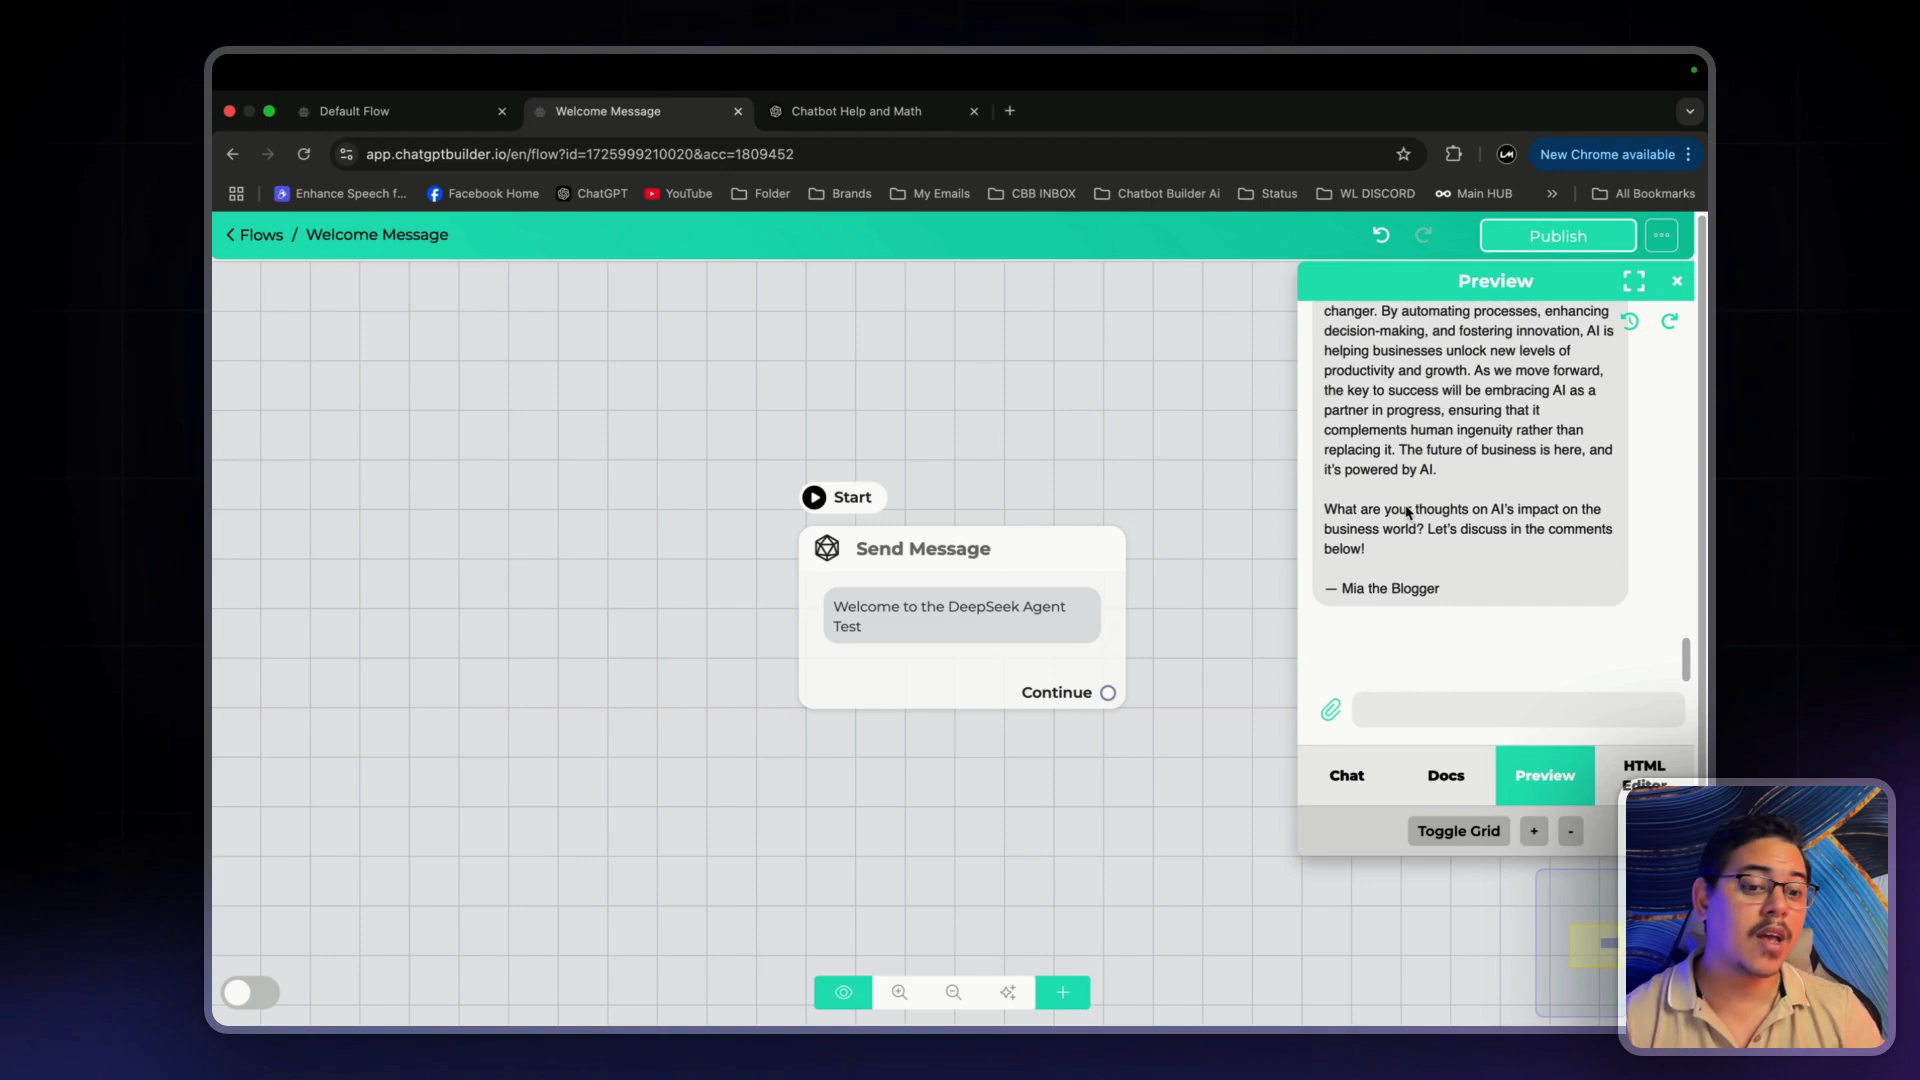 Default Flow
Welcome Message
Chatbot Help and Math
app.chatgptbuilder.io/en/flow?id=1725999210020&acc=1809452
New Chrome available
Enhance Speech f...
Facebook Home
ChatGPT
YouTube
Folder
Brands
My Emails
CBB INBOX
Chatbot Builder Ai
Status
WL DISCORD
Main HUB
»
All Bookmarks
Flows / Welcome Message
Publish
Preview
changer. By automating processes, enhancing
decision-making, and fostering innovation, AI is
helping businesses unlock new levels of
productivity and growth. As we move forward,
the key to success will be embracing AI as a
partner in progress, ensuring that it
complements human ingenuity rather than
replacing it. The future of business is here, and
it's powered by AI.
What are your thoughts on AI's impact on the
business world? Let's discuss in the comments
below!
— Mia the Blogger
Start
Send Message
Welcome to the DeepSeek Agent
Test
Continue
Chat
Docs
Preview
HTML
Editor
Toggle Grid
+
-